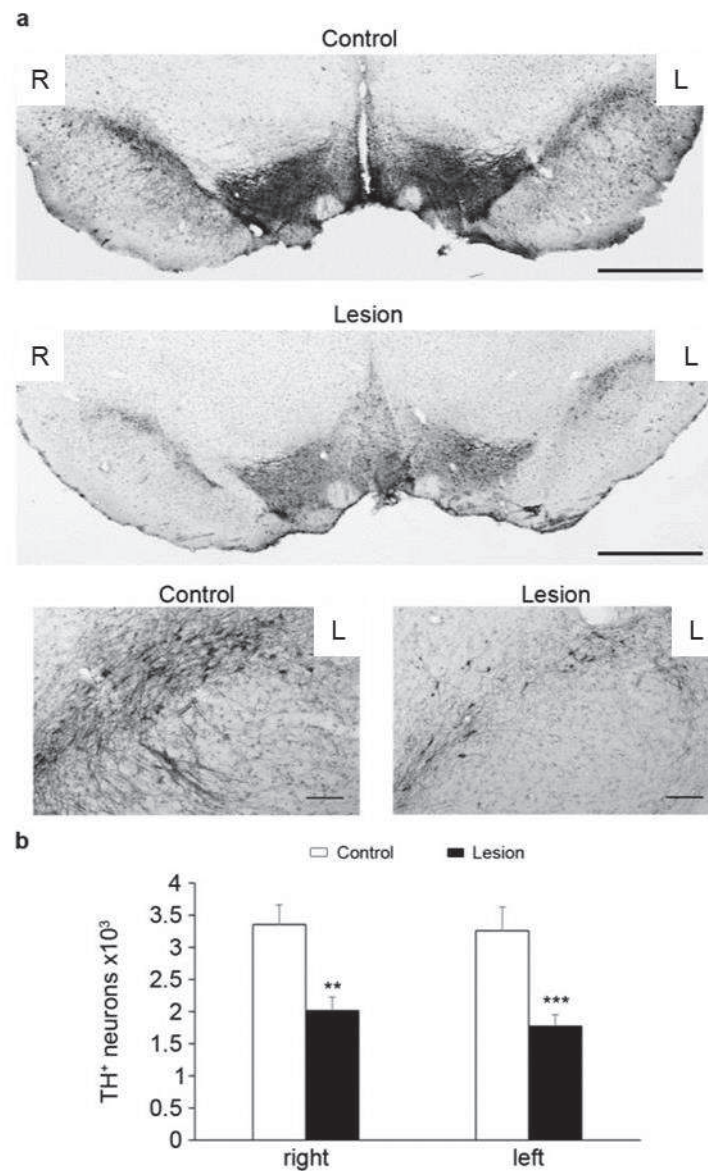 a
Control
R L
Lesion
R L
Control Lesion
L L
b
Control Lesion
TH⁺ neurons x10³
4
3.5
3
2.5
2
1.5
1
0.5
0
** ***
right left